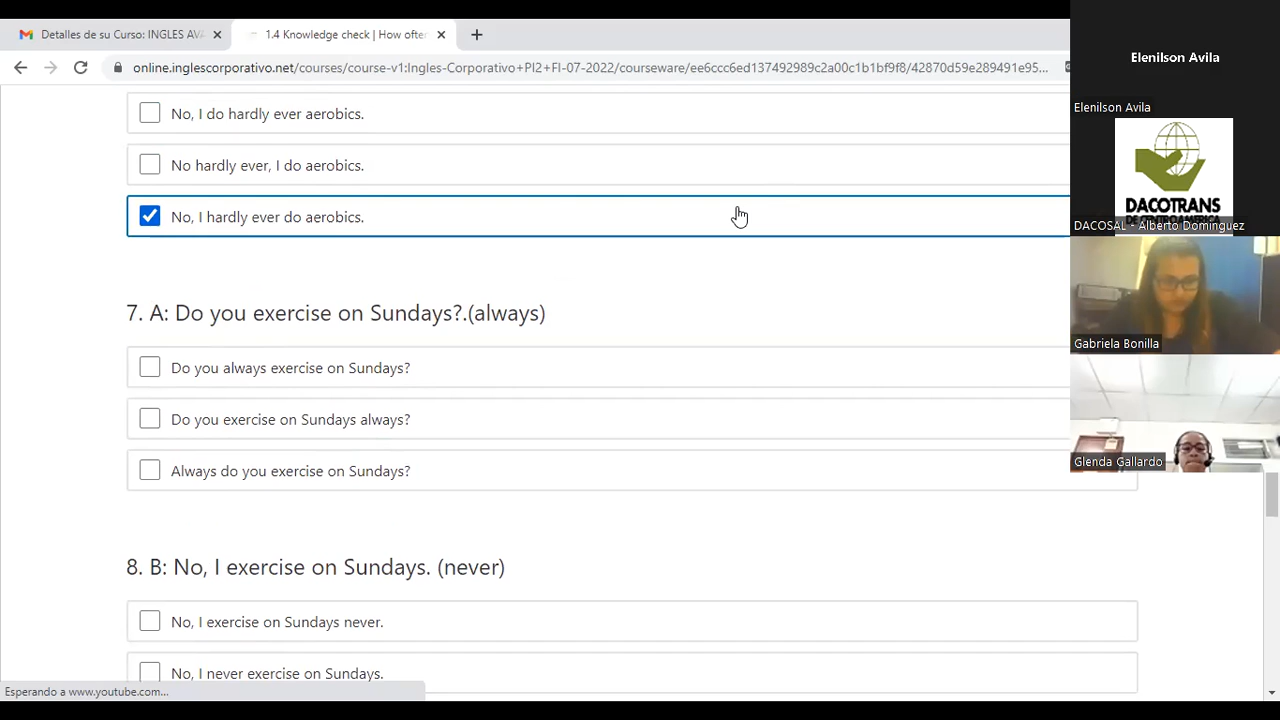 Detalles de su Curso: INGLES AVA
1.4 Knowledge check | How often
online.inglescorporativo.net/courses/course-v1:Ingles-Corporativo+PI2+FI-07-2022/courseware/ee6ccc6ed137492989c2a00c1b1bf9f8/42870d59e289491e95...
No, I do hardly ever aerobics.
No hardly ever, I do aerobics.
No, I hardly ever do aerobics.
7. A: Do you exercise on Sundays?.(always)
Do you always exercise on Sundays?
Do you exercise on Sundays always?
Always do you exercise on Sundays?
8. B: No, I exercise on Sundays. (never)
No, I exercise on Sundays never.
No, I never exercise on Sundays.
Esperando a www.youtube.com...
Elenilson Avila
Elenilson Avila
DACOTRANS
DE CENTROAMERICA
DACOSAL - Alberto Dominguez
Gabriela Bonilla
Glenda Gallardo